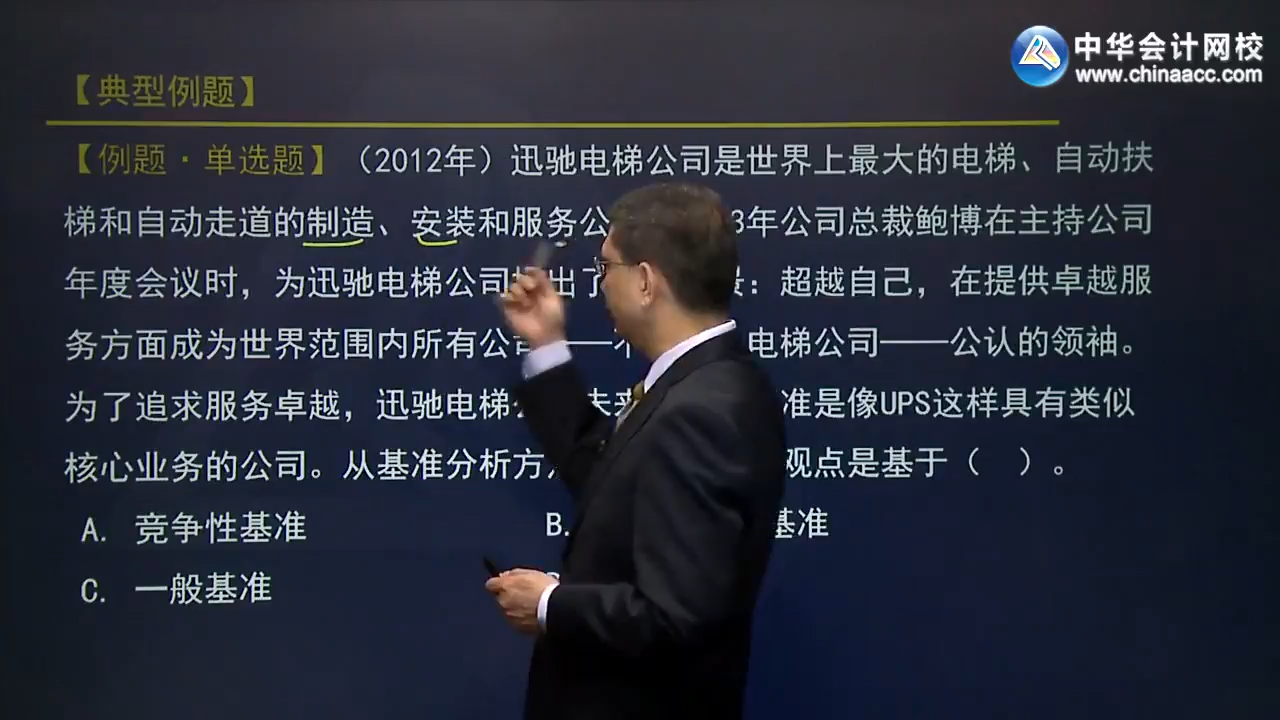 中华会计网校
www.chinaacc.com
【典型例题】
【例题·单选题】（2012年）迅驰电梯公司是世界上最大的电梯、自动扶
梯和自动走道的制造、安装和服务公 3年公司总裁鲍博在主持公司
年度会议时，为迅驰电梯公司 出了 ：超越自己，在提供卓越服
务方面成为世界范围内所有公司—— 电梯公司——公认的领袖。
为了追求服务卓越，迅驰电梯公 未来 准是像UPS这样具有类似
核心业务的公司。从基准分析方 观点是基于（ ）。
A. 竞争性基准
B. 基准
C. 一般基准